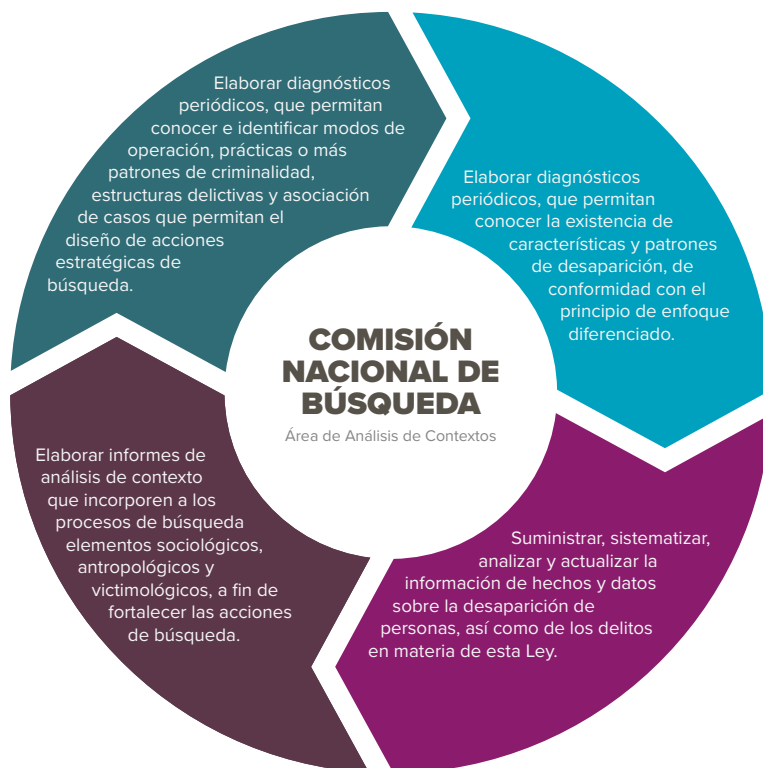 Elaborar diagnósticos
periódicos, que permitan
conocer e identificar modos de
operación, prácticas o más
patrones de criminalidad,
estructuras delictivas y asociación
de casos que permitan el
diseño de acciones
estratégicas de
búsqueda.
Elaborar diagnósticos
periódicos, que permitan
conocer la existencia de
características y patrones
de desaparición, de
conformidad con el
principio de enfoque
diferenciado.
COMISIÓN
NACIONAL DE
BÚSQUEDA
Área de Análisis de Contextos
Elaborar informes de
análisis de contexto
que incorporen a los
procesos de búsqueda
elementos sociológicos,
antropológicos y
victimológicos, a fin de
fortalecer las acciones
de búsqueda.
Suministrar, sistematizar,
analizar y actualizar la
información de hechos y datos
sobre la desaparición de
personas, así como de los delitos
en materia de esta Ley.